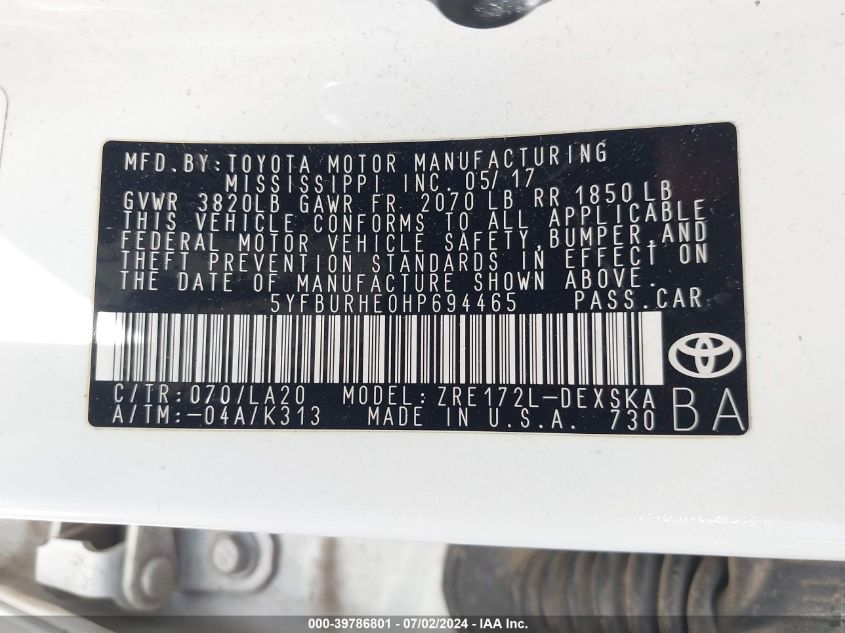 MFD.BY:TOYOTA MOTOR MANUFACTURING
MISSISSIPPI INC. 05/17
GVWR 3820LB GAWR FR 2070 LB RR 1850 LB
THIS VEHICLE CONFORMS TO ALL APPLICABLE
FEDERAL MOTOR VEHICLE SAFETY,BUMPER,AND
THEFT PREVENTION STANDARDS IN EFFECT ON
THE DATE OF MANUFACTURE SHOWN ABOVE.
5YFBURHE0HP694465 PASS.CAR
C/TR:070/LA20 MODEL:ZRE172L-DEXSKA
A/TM:-04A/K313 MADE IN U.S.A. 730
BA
000-39786801 - 07/02/2024 - IAA Inc.